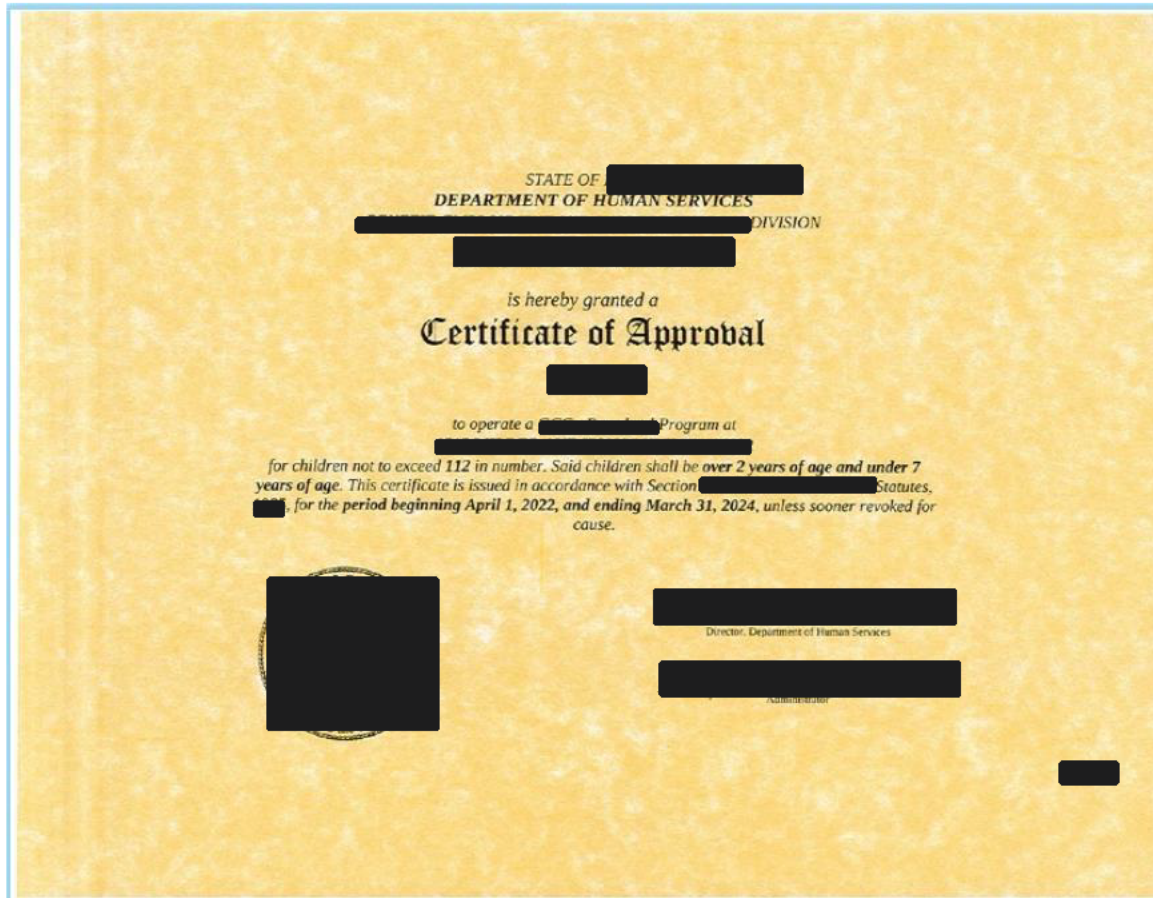 STATE OF
DEPARTMENT OF HUMAN SERVICES
DIVISION
is hereby granted a
Certificate of Approval
to operate a Program at
for children not to exceed 112 in number. Said children shall be over 2 years of age and under 7
years of age. This certificate is issued in accordance with Section Statutes,
, for the period beginning April 1, 2022, and ending March 31, 2024, unless sooner revoked for
cause.
Director, Department of Human Services
Administrator